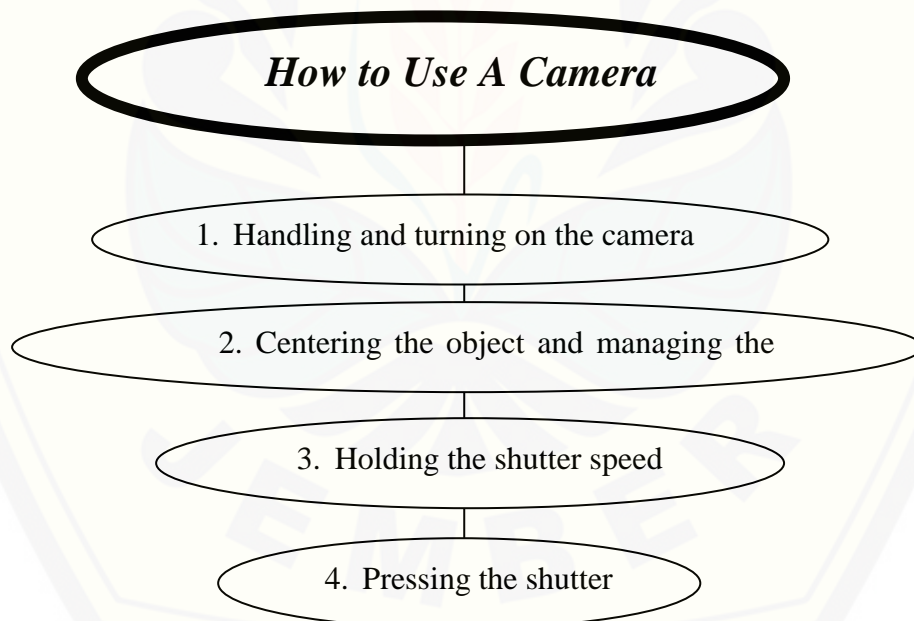 How to Use A Camera
1. Handling and turning on the camera
2. Centering the object and managing the
3. Holding the shutter speed
4. Pressing the shutter
JEMBER